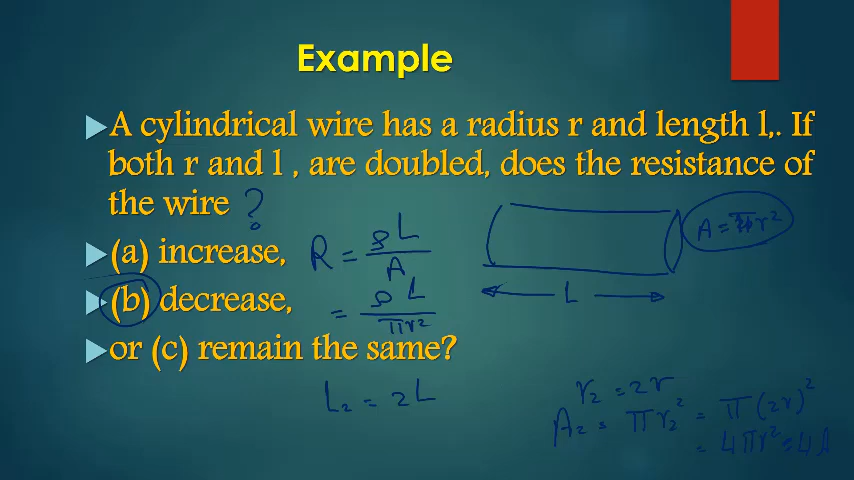 Example
A cylindrical wire has a radius r and length l,. If
both r and l , are doubled, does the resistance of
the wire ?
(a) increase,
R = ρL / A
A = πr²
(b) decrease,
= ρ L / πr²
L
or (c) remain the same?
L₂ = 2L
r₂ = 2r
A₂ = πr₂² = π(2r)²
= 4πr² = 4A